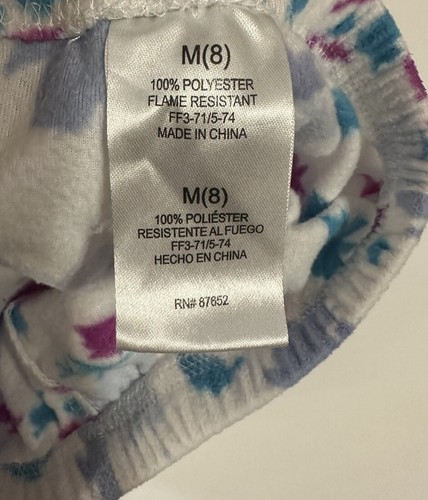 M(8)
100% POLYESTER
FLAME RESISTANT
FF3-71/5-74
MADE IN CHINA
M(8)
100% POLIÉSTER
RESISTENTE AL FUEGO
FF3-71/5-74
HECHO EN CHINA
RN# 87652